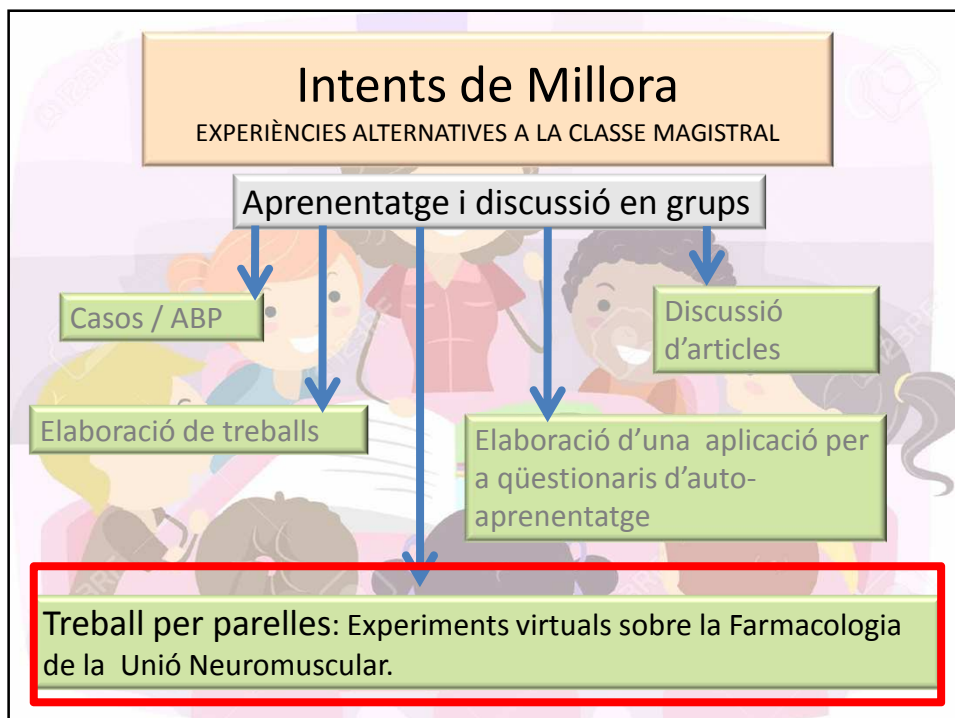 Intents de Millora
EXPERIÈNCIES ALTERNATIVES A LA CLASSE MAGISTRAL
Aprenentatge i discussió en grups
Casos / ABP
Discussió
d’articles
Elaboració de treballs
Elaboració d’una aplicació per
a qüestionaris d’auto-
aprenentatge
Treball per parelles: Experiments virtuals sobre la Farmacologia
de la Unió Neuromuscular.